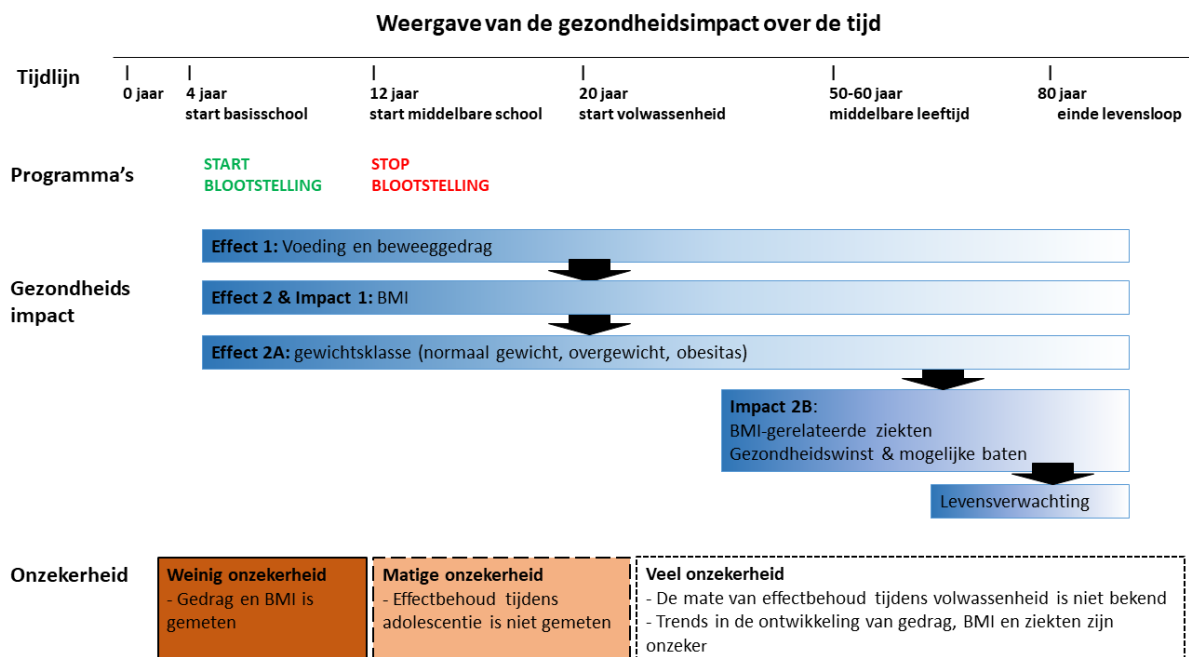 Weergave van de gezondheidsimpact over de tijd
Tijdlijn
0 jaar
4 jaar
start basisschool
12 jaar
start middelbare school
20 jaar
start volwassenheid
50-60 jaar
middelbare leeftijd
80 jaar
einde levensloop
Programma's
START
BLOOTSTELLING
STOP
BLOOTSTELLING
Gezondheids
impact
Effect 1: Voeding en beweeggedrag
Effect 2 & Impact 1: BMI
Effect 2A: gewichtsklasse (normaal gewicht, overgewicht, obesitas)
Impact 2B:
BMI-gerelateerde ziekten
Gezondheidswinst & mogelijke baten
Levensverwachting
Onzekerheid
Weinig onzekerheid
- Gedrag en BMI is
gemeten
Matige onzekerheid
- Effectbehoud tijdens
adolescentie is niet gemeten
Veel onzekerheid
- De mate van effectbehoud tijdens volwassenheid is niet bekend
- Trends in de ontwikkeling van gedrag, BMI en ziekten zijn
onzeker